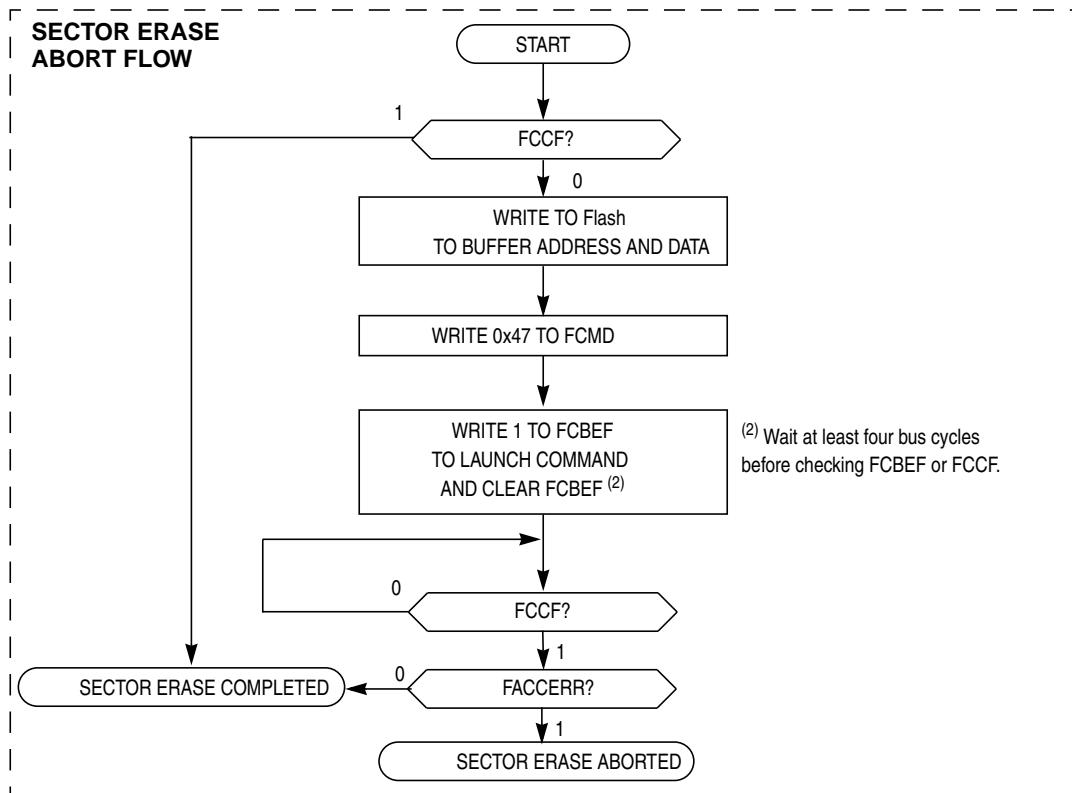 SECTOR ERASE
ABORT FLOW
START
1
FCCF?
0
WRITE TO Flash
TO BUFFER ADDRESS AND DATA
WRITE 0x47 TO FCMD
WRITE 1 TO FCBEF
TO LAUNCH COMMAND
AND CLEAR FCBEF (2)
(2) Wait at least four bus cycles
before checking FCBEF or FCCF.
0
FCCF?
1
SECTOR ERASE COMPLETED
0
FACCERR?
1
SECTOR ERASE ABORTED